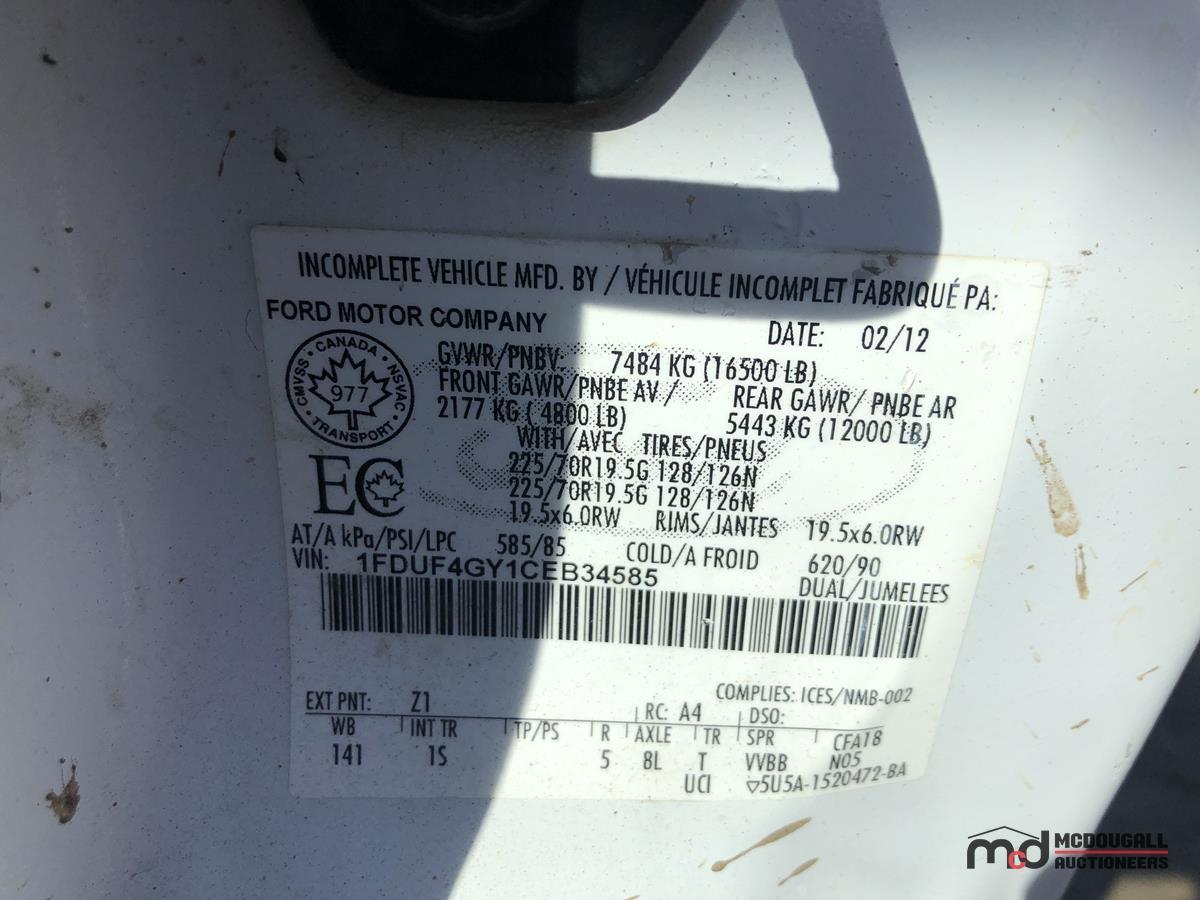 INCOMPLETE VEHICLE MFD. BY / VÉHICULE INCOMPLET FABRIQUÉ PA:
FORD MOTOR COMPANY
DATE: 02/12
CMVSS • CANADA • NSVAC • TRANSPORT •
977
GVWR/PNBV: 7484 KG (16500 LB)
FRONT GAWR/PNBE AV / REAR GAWR/ PNBE AR
2177 KG ( 4800 LB) 5443 KG (12000 LB)
WITH/AVEC TIRES/PNEUS
225/70R19.5G 128/126N
225/70R19.5G 128/126N
EC
19.5x6.0RW RIMS/JANTES 19.5x6.0RW
AT/A kPa/PSI/LPC 585/85 COLD/A FROID 620/90
VIN: 1FDUF4GY1CEB34585 DUAL/JUMELEES
COMPLIES: ICES/NMB-002
EXT PNT: Z1 RC: A4 DSO:
WB INT TR TP/PS R AXLE TR SPR CFA18
141 1S 5 8L T VVBB N05
UCI ▽5U5A-1520472-BA
mcd MCDOUGALL
AUCTIONEERS